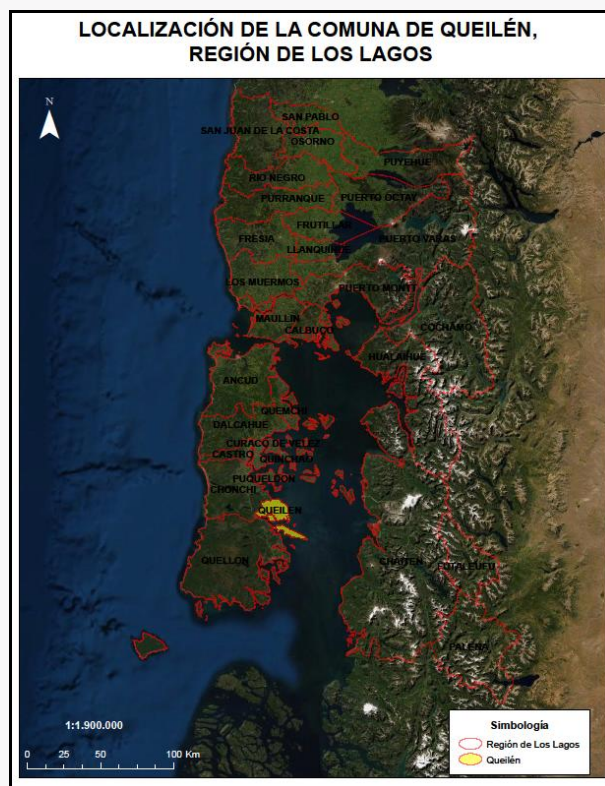 LOCALIZACIÓN DE LA COMUNA DE QUEILÉN,
REGIÓN DE LOS LAGOS
N
SAN PABLO
SAN JUAN DE LA COSTA
OSORNO
PUYEHUE
RIO NEGRO
PURRANQUE
PUERTO OCTAY
FRUTILLAR
FRESIA
PUERTO VARAS
LLANQUIHUE
LOS MUERMOS
PUERTO MONTT
MAULLIN
CALBUCO
COCHAMO
HUALAIHUE
ANCUD
QUEMCHI
DALCAHUE
CURACO DE VELEZ
CASTRO
QUINCHAO
PUQUELDON
CHONCHI
QUEILEN
QUELLON
CHAITEN
FUTALEUFU
PALENA
1:1.900.000
0 25 50 100 Km
Simbología
Región de Los Lagos
Queilén